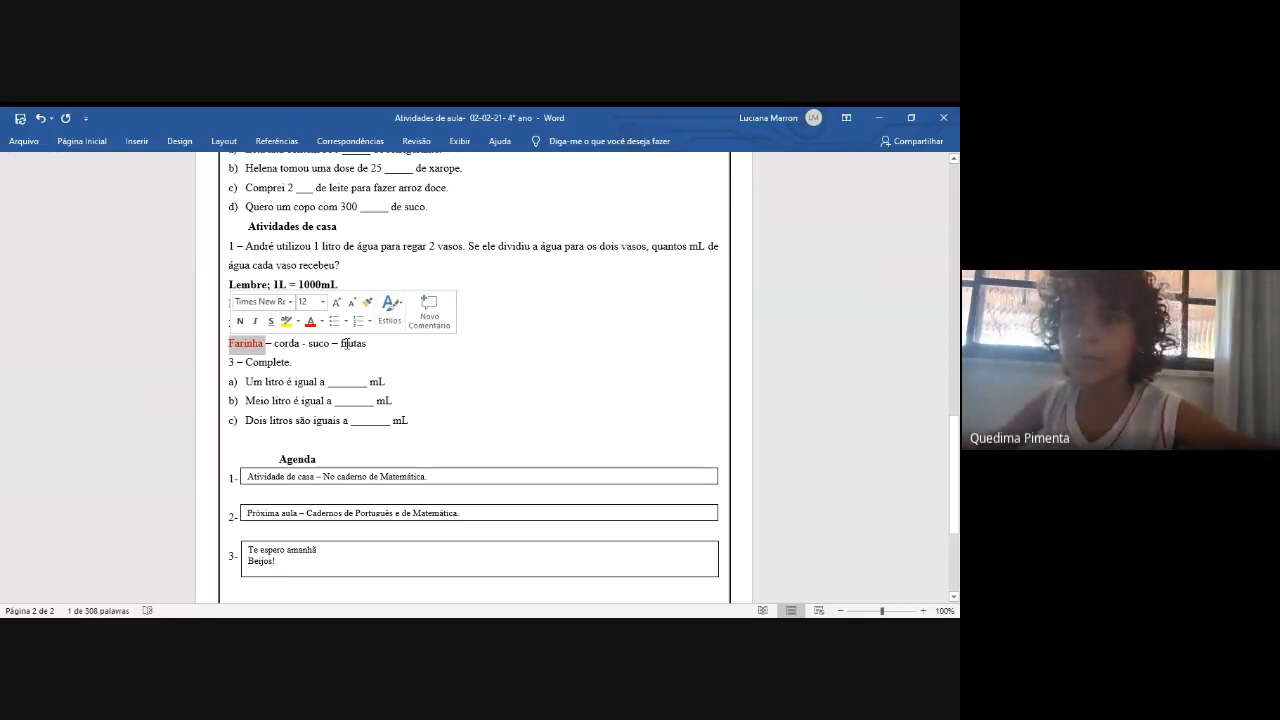 Atividades de aula- 02-02-21- 4° ano - Word
Luciana Marron LM
Arquivo Página Inicial Inserir Design Layout Referências Correspondências Revisão Exibir Ajuda Diga-me o que você deseja fazer Compartilhar
b) Helena tomou uma dose de 25 _____ de xarope.
c) Comprei 2 ___ de leite para fazer arroz doce.
d) Quero um copo com 300 _____ de suco.
Atividades de casa
1 – André utilizou 1 litro de água para regar 2 vasos. Se ele dividiu a água para os dois vasos, quantos mL de
água cada vaso recebeu?
Lembre; 1L = 1000mL
Times New Rc 12
N I S A Estilos Novo
Comentário
Farinha – corda - suco – frutas
3 – Complete.
a) Um litro é igual a _______ mL
b) Meio litro é igual a _______ mL
c) Dois litros são iguais a _______ mL
Agenda
1- Atividade de casa – No caderno de Matemática.
2- Próxima aula – Cadernos de Português e de Matemática.
3- Te espero amanhã
Beijos!
Quedima Pimenta
Página 2 de 2 1 de 308 palavras 100%